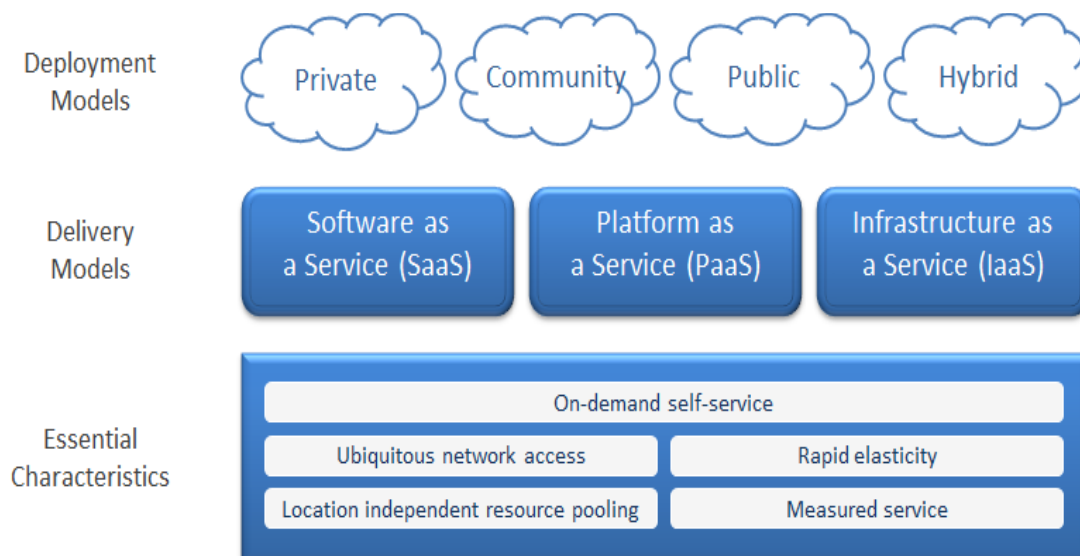 Deployment
Models
Private
Community
Public
Hybrid
Delivery
Models
Software as
a Service (SaaS)
Platform as
a Service (PaaS)
Infrastructure as
a Service (IaaS)
Essential
Characteristics
On-demand self-service
Ubiquitous network access
Rapid elasticity
Location independent resource pooling
Measured service